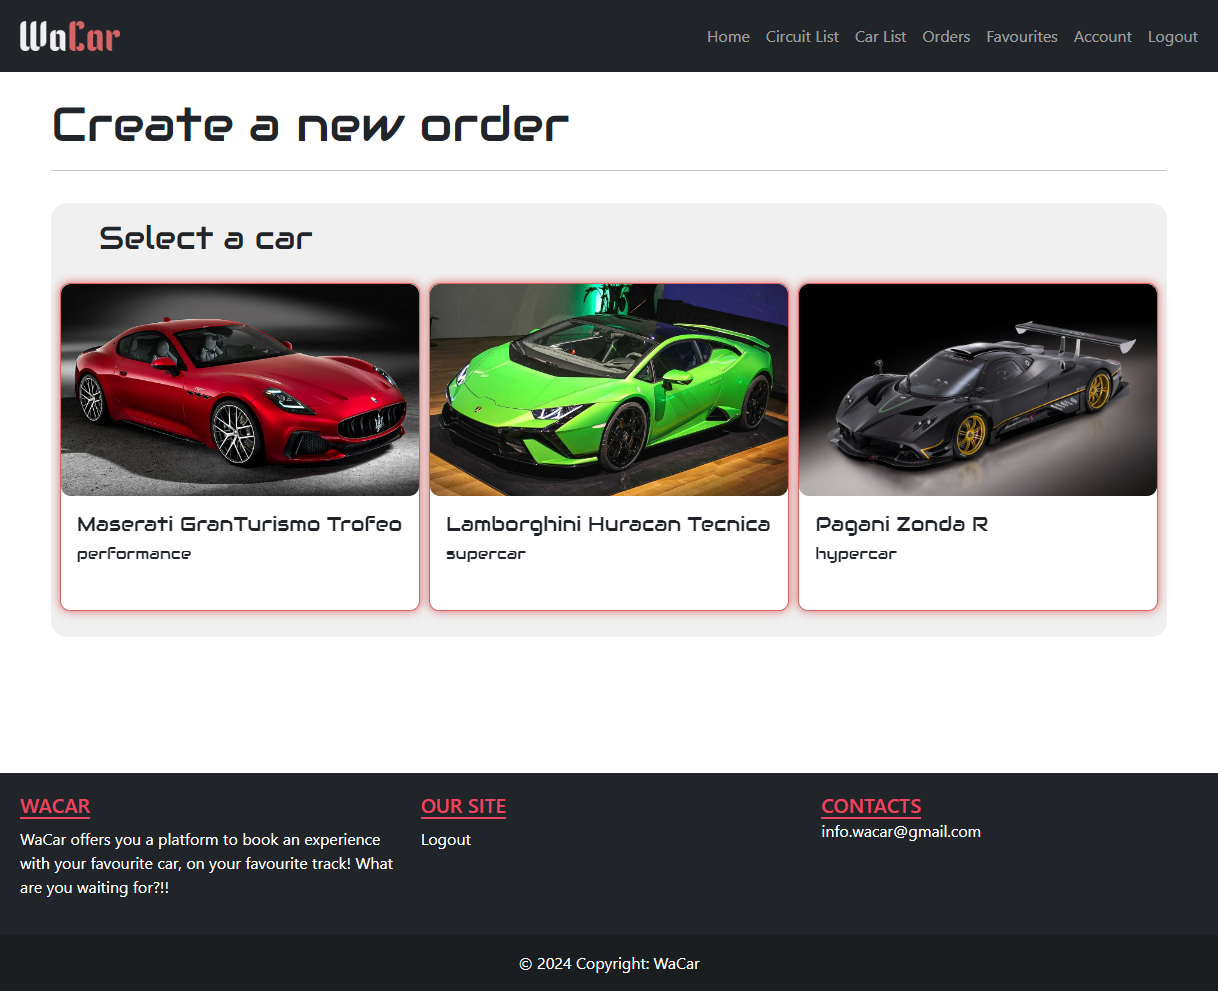 WaCar
Home Circuit List Car List Orders Favourites Account Logout
Create a new order
Select a car
Maserati GranTurismo Trofeo
performance
Lamborghini Huracan Tecnica
supercar
Pagani Zonda R
hypercar
WACAR
WaCar offers you a platform to book an experience
with your favourite car, on your favourite track! What
are you waiting for?!!
OUR SITE
Logout
CONTACTS
info.wacar@gmail.com
© 2024 Copyright: WaCar